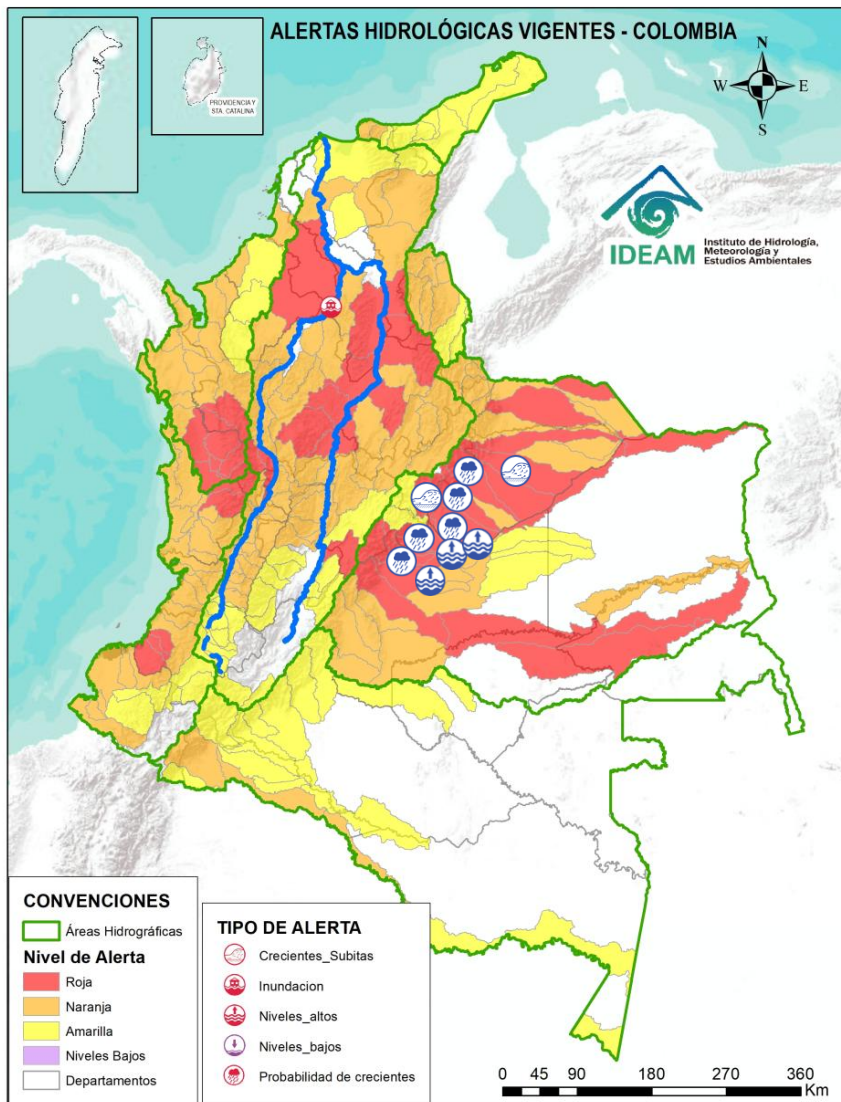 ALERTAS HIDROLÓGICAS VIGENTES - COLOMBIA
PROVIDENCIA Y
STA. CATALINA
N
W
E
S
IDEAM
Instituto de Hidrología,
Meteorología y
Estudios Ambientales
CONVENCIONES
Áreas Hidrográficas
Nivel de Alerta
Roja
Naranja
Amarilla
Niveles Bajos
Departamentos
TIPO DE ALERTA
Crecientes_Subitas
Inundacion
Niveles_altos
Niveles_bajos
Probabilidad de crecientes
0 45 90 180 270 360
Km